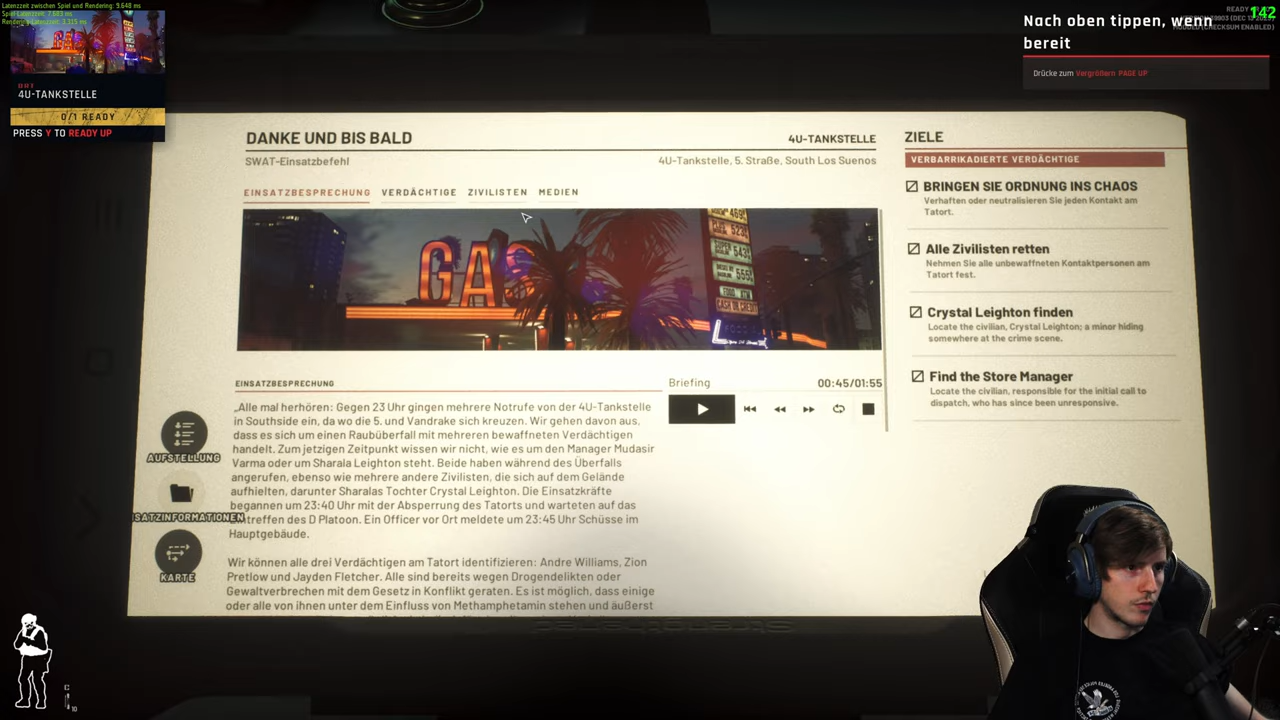 Latenzzeit zwischen Spiel und Rendering: 9.648 ms
4U-TANKSTELLE
0/1 READY
PRESS Y TO READY UP
142
Nach oben tippen, wenn
bereit
Drücke zum Vergrößern PAGE UP
DANKE UND BIS BALD
4U-TANKSTELLE
SWAT-Einsatzbefehl
4U-Tankstelle, 5. Straße, South Los Suenos
EINSATZBESPRECHUNG VERDÄCHTIGE ZIVILISTEN MEDIEN
GAS
EINSATZBESPRECHUNG
Briefing 00:45/01:55
„Alle mal herhören: Gegen 23 Uhr gingen mehrere Notrufe von der 4U-Tankstelle
in Southside ein, da wo die 5. und Vandrake sich kreuzen. Wir gehen davon aus,
dass es sich um einen Raubüberfall mit mehreren bewaffneten Verdächtigen
handelt. Zum jetzigen Zeitpunkt wissen wir nicht, wie es um den Manager Mudasir
Varma oder um Sharala Leighton steht. Beide haben während des Überfalls
angerufen, ebenso wie mehrere andere Zivilisten, die sich auf dem Gelände
aufhielten, darunter Sharalas Tochter Crystal Leighton. Die Einsatzkräfte
begannen um 23:40 Uhr mit der Absperrung des Tatorts und warteten auf das
treffen des D Platoon. Ein Officer vor Ort meldete um 23:45 Uhr Schüsse im
Hauptgebäude.
Wir können alle drei Verdächtigen am Tatort identifizieren: Andre Williams, Zion
Pretlow und Jayden Fletcher. Alle sind bereits wegen Drogendelikten oder
Gewaltverbrechen mit dem Gesetz in Konflikt geraten. Es ist möglich, dass einige
oder alle von ihnen unter dem Einfluss von Methamphetamin stehen und äußerst
AUFSTELLUNG
SATZINFORMATIONEN
KARTE
ZIELE
VERBARRIKADIERTE VERDÄCHTIGE
BRINGEN SIE ORDNUNG INS CHAOS
Verhaften oder neutralisieren Sie jeden Kontakt am
Tatort.
Alle Zivilisten retten
Nehmen Sie alle unbewaffneten Kontaktpersonen am
Tatort fest.
Crystal Leighton finden
Locate the civilian, Crystal Leighton; a minor hiding
somewhere at the crime scene.
Find the Store Manager
Locate the civilian, responsible for the initial call to
dispatch, who has since been unresponsive.
10